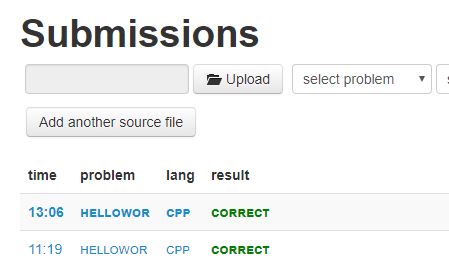 Submissions
Upload select problem
Add another source file
time problem lang result
13:06 HELLOWOR CPP CORRECT
11:19 HELLOWOR CPP CORRECT